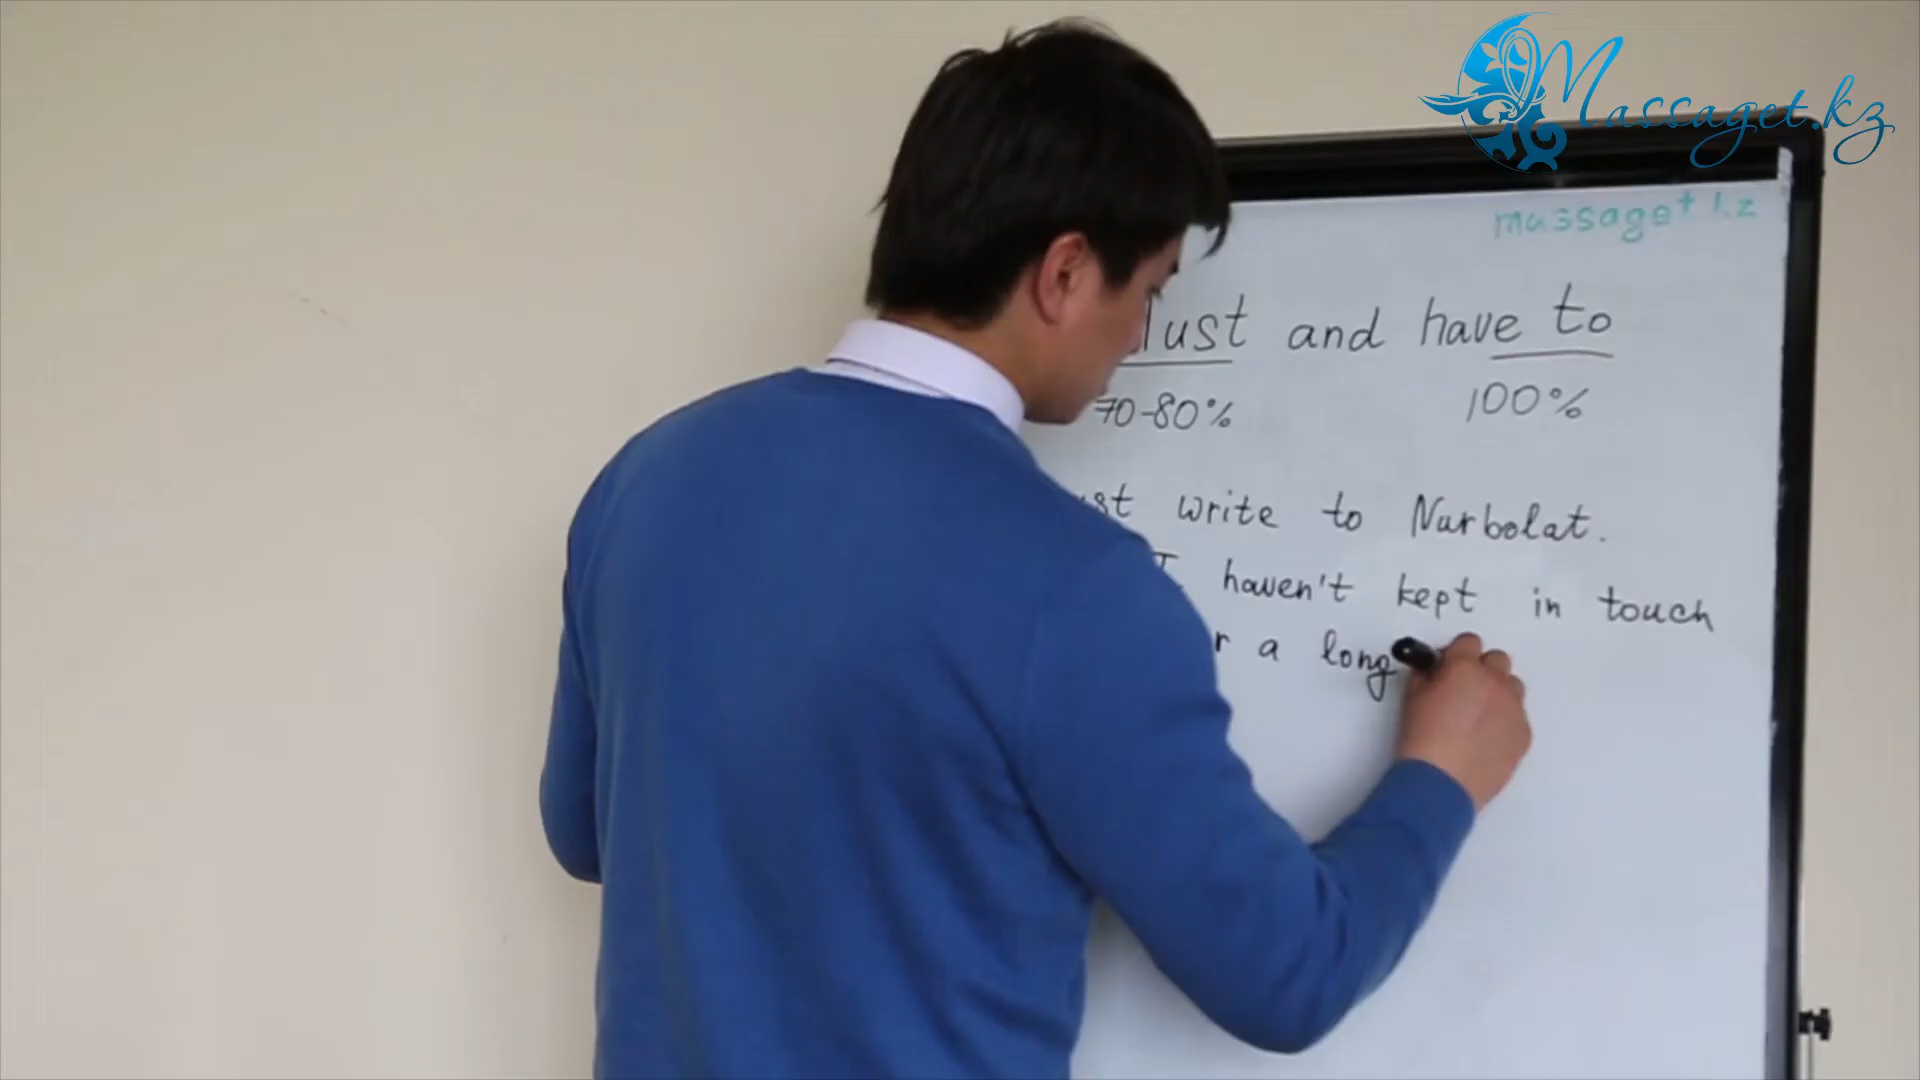 Massaget.kz
massaget kz
Must and have to
70-80% 100%
write to Nurbolat.
I haven't kept in touch
a long